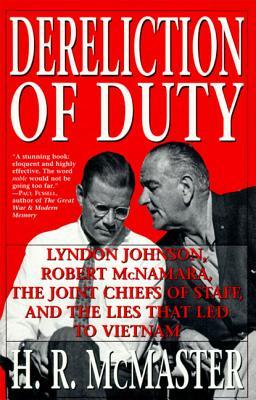 DERELICTION
OF DUTY
"A stunning book:
eloquent and highly
effective. The word
noble would not be
going too far."
—PAUL FUSSELL,
author of The Great
War & Modern
Memory
LYNDON JOHNSON,
ROBERT McNAMARA,
THE JOINT CHIEFS OF STAFF,
AND THE LIES THAT LED
TO VIETNAM
H. R. McMASTER